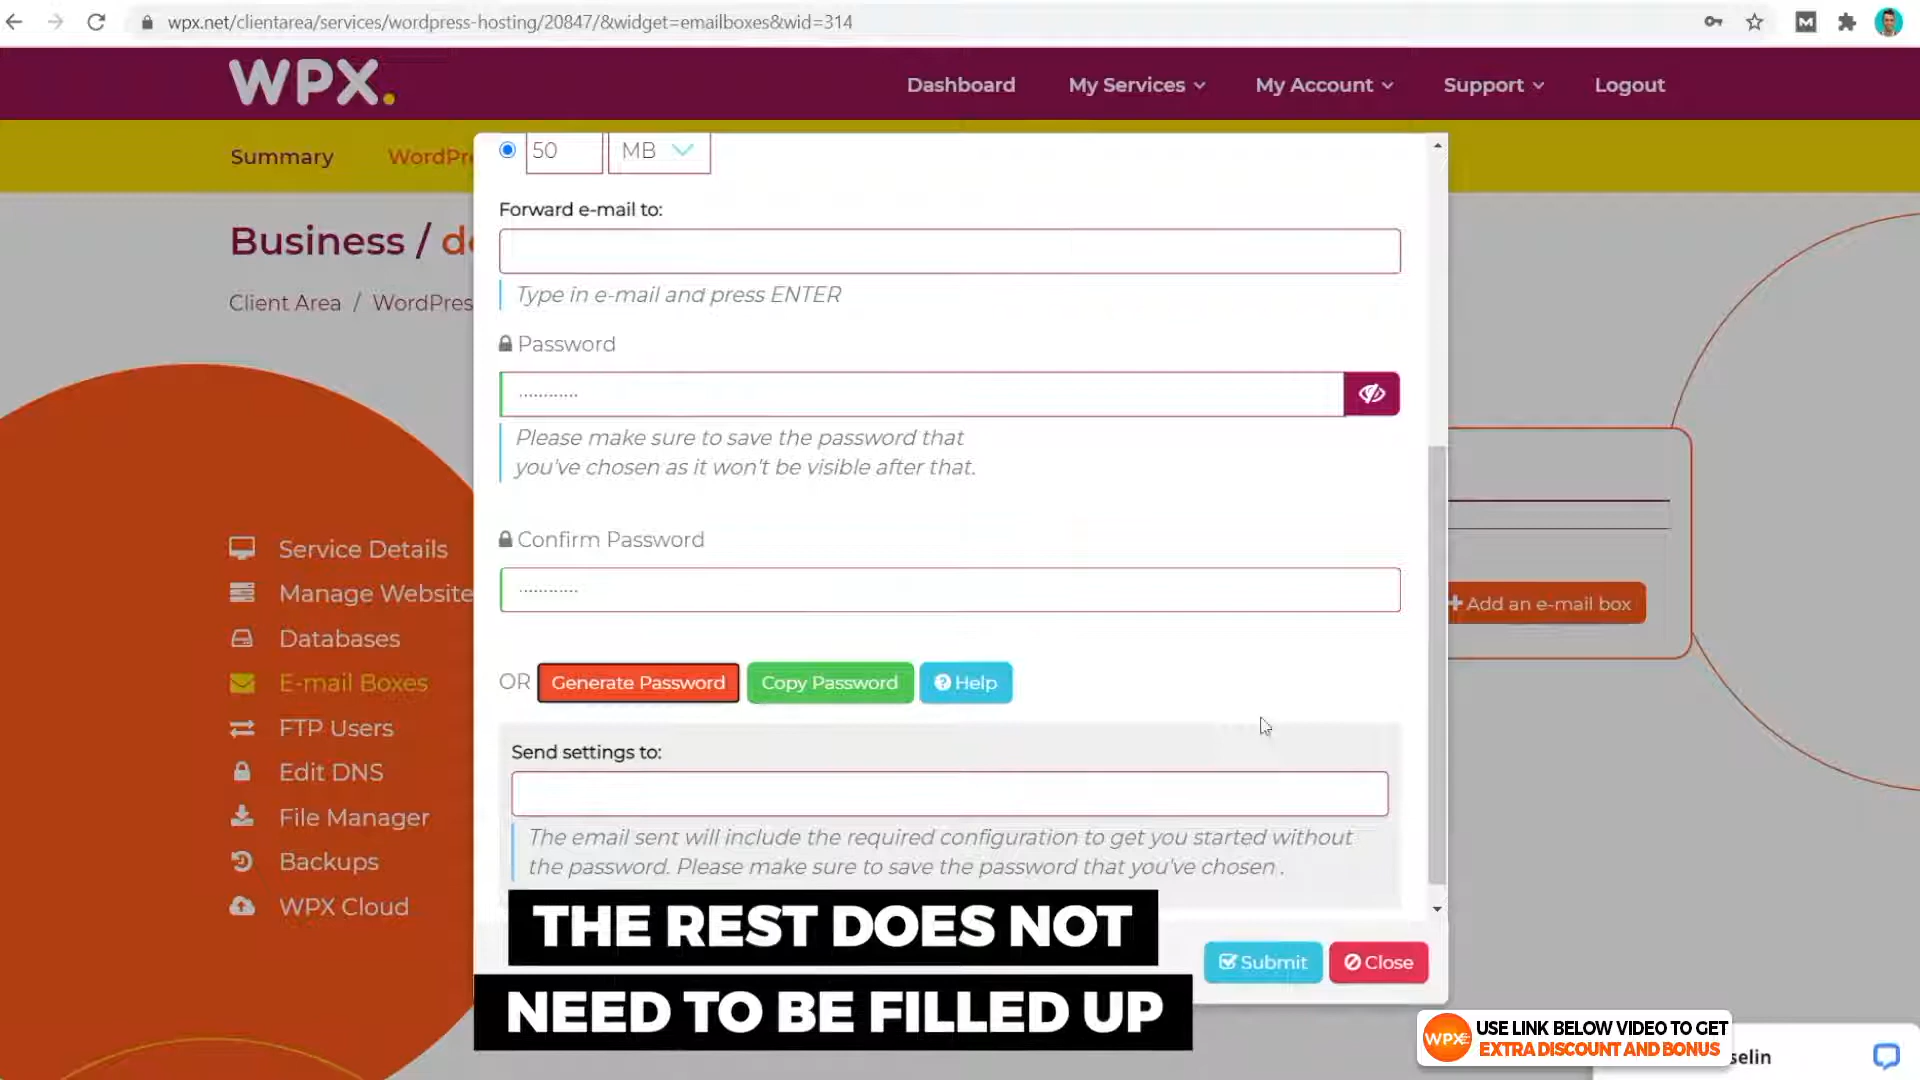 wpx.net/clientarea/services/wordpress-hosting/20847/&widget=emailboxes&wid=314
M
WPX.
Dashboard
My Services
My Account
Support
Logout
Summary
WordPre
50
MB
Business / d
Client Area / WordPres
Forward e-mail to:
Type in e-mail and press ENTER
Password
............
Please make sure to save the password that
you've chosen as it won't be visible after that.
Confirm Password
............
Service Details
Manage Website
Databases
E-mail Boxes
FTP Users
Edit DNS
File Manager
Backups
WPX Cloud
+ Add an e-mail box
OR
Generate Password
Copy Password
Help
Send settings to:
The email sent will include the required configuration to get you started without
the password. Please make sure to save the password that you've chosen .
THE REST DOES NOT
NEED TO BE FILLED UP
Submit
Close
WPX
USE LINK BELOW VIDEO TO GET
EXTRA DISCOUNT AND BONUS
selin